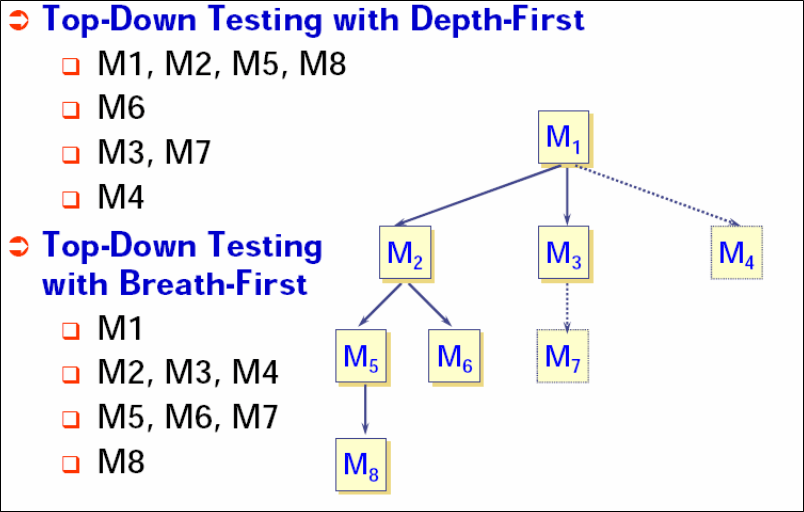 Top-Down Testing with Depth-First
M1, M2, M5, M8
M6
M3, M7
M4
Top-Down Testing
with Breath-First
M1
M2, M3, M4
M5, M6, M7
M8
M1
M2
M3
M4
M5
M6
M7
M8